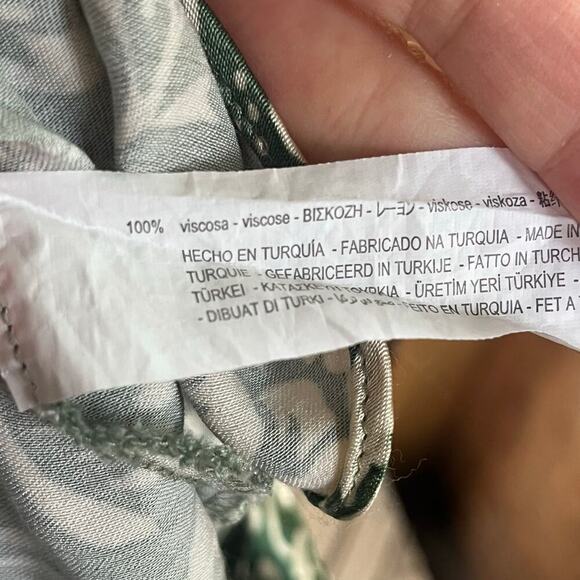 100% viscosa - viscose - ΒΙΣΚΟΖΗ - レーヨン - viskose - viskoza -
HECHO EN TURQUÍA - FABRICADO NA TURQUIA - MADE IN
TURQUIE - GEFABRICEERD IN TURKIJE - FATTO IN TURCH
TÜRKEI - ÜRETİM YERİ TÜRKİYE -
- DIBUAT DI TURKI - FEITO EN TURQUIA - FET A T